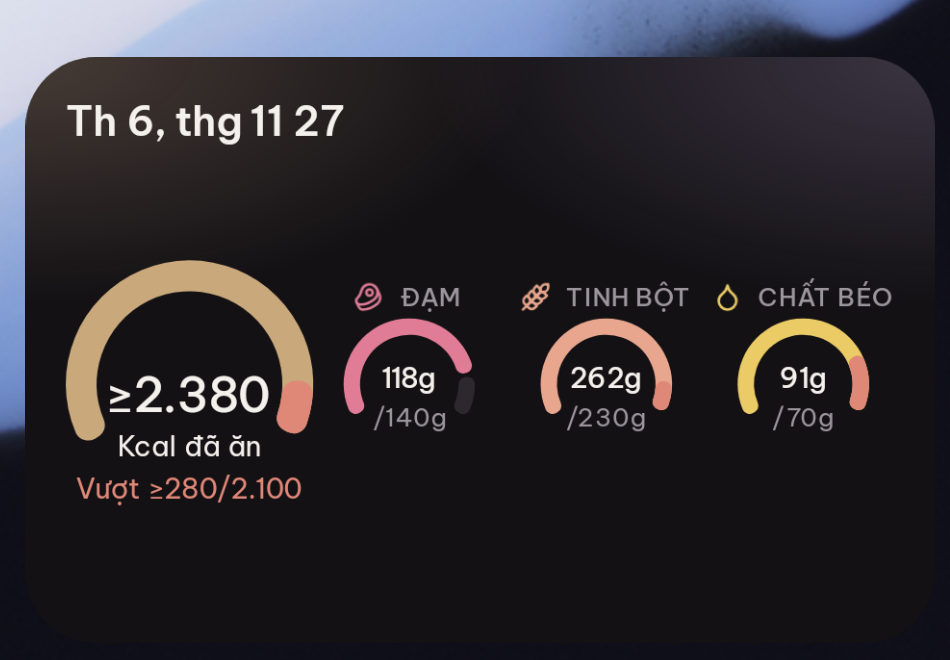 Th 6, thg 11 27
≥2.380
Kcal đã ăn
Vượt ≥280/2.100
ĐẠM
118g
/140g
TINH BỘT
262g
/230g
CHẤT BÉO
91g
/70g